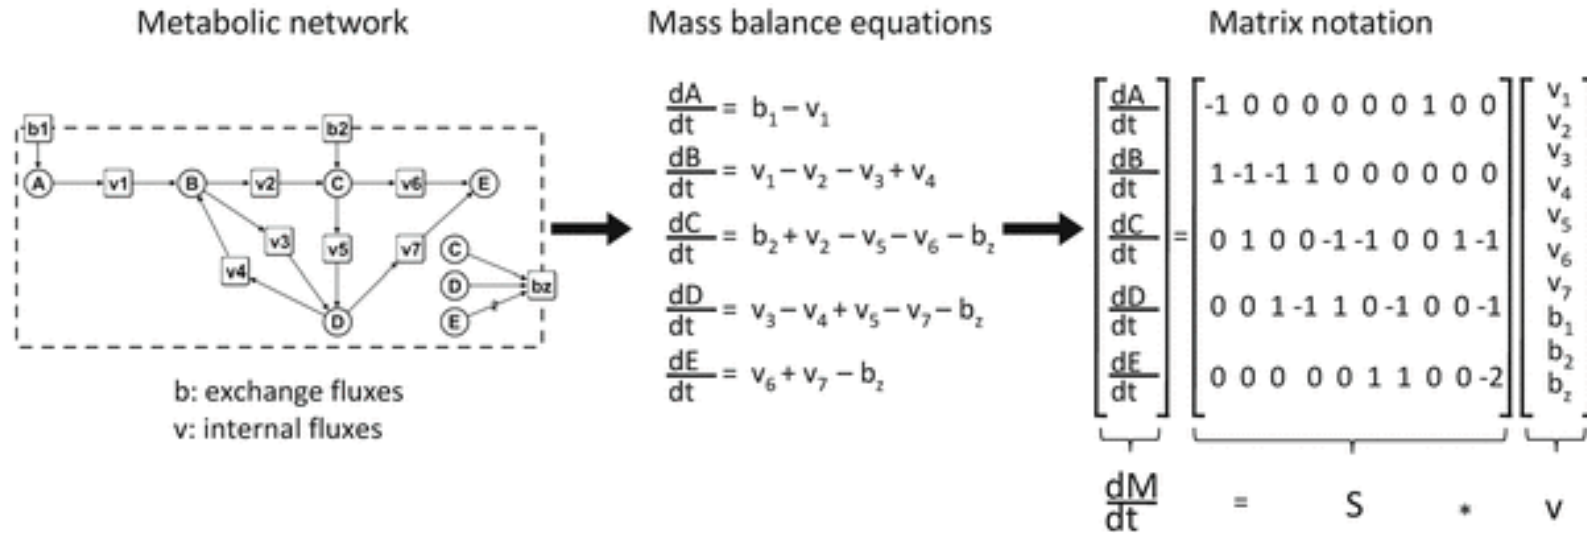 Metabolic network
b1
b2
A v1 B v2 C v6 E
v3 v5 v7
v4
C
D bz
E
z
D
b: exchange fluxes
v: internal fluxes
Mass balance equations
dA/dt = b₁ – v₁
dB/dt = v₁ – v₂ – v₃ + v₄
dC/dt = b₂ + v₂ – v₅ – v₆ – b_z
dD/dt = v₃ – v₄ + v₅ – v₇ – b_z
dE/dt = v₆ + v₇ – b_z
Matrix notation
dA/dt
dB/dt
dC/dt
dD/dt
dE/dt
=
-1 0 0 0 0 0 0 1 0 0
1 -1 -1 1 0 0 0 0 0 0
0 1 0 0 -1 -1 0 0 1 -1
0 0 1 -1 1 0 -1 0 0 -1
0 0 0 0 0 1 1 0 0 -2
v₁
v₂
v₃
v₄
v₅
v₆
v₇
b₁
b₂
b_z
dM/dt = S * v